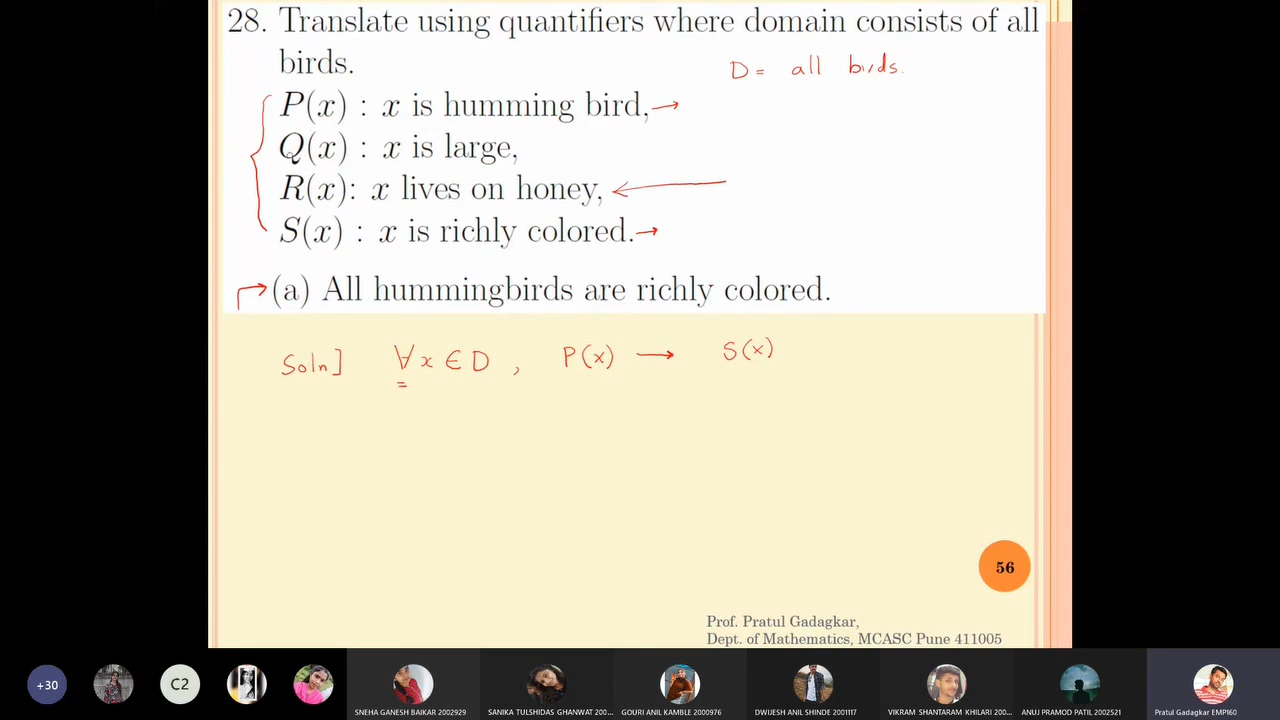 28. Translate using quantifiers where domain consists of all
birds.
D = all birds.
P(x) : x is humming bird, →
Q(x) : x is large,
R(x): x lives on honey, ←
S(x) : x is richly colored. →
(a) All hummingbirds are richly colored.
Soln] ∀x ∈ D , P(x) → S(x)
56
Prof. Pratul Gadagkar,
Dept. of Mathematics, MCASC Pune 411005
+30
C2
SNEHA GANESH BAIKAR 2002929
SANIKA TULSHIDAS GHANWAT 200...
GOURI ANIL KAMBLE 2000976
DWIJESH ANIL SHINDE 2001117
VIKRAM SHANTARAM KHILARI 200...
ANUJ PRAMOD PATIL 2002521
Pratul Gadagkar EMP160